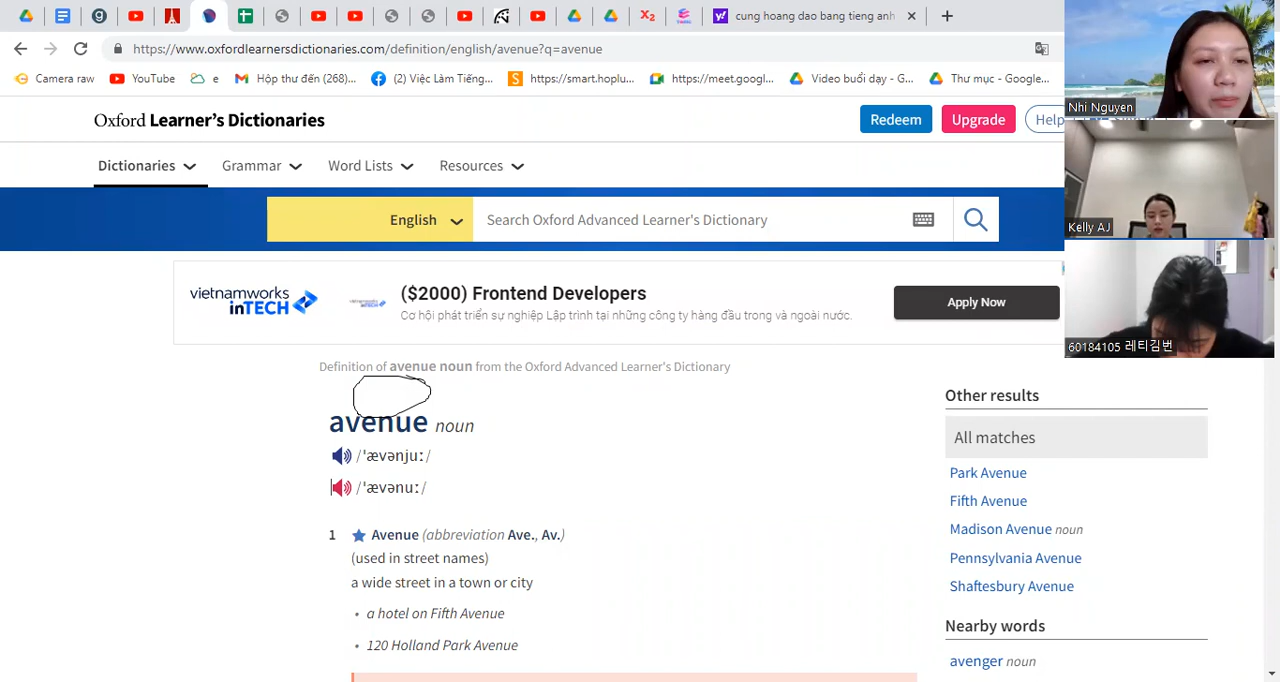 cung hoang dao bang tieng anh
https://www.oxfordlearnersdictionaries.com/definition/english/avenue?q=avenue
Camera raw YouTube e Hộp thư đến (268)... (2) Việc Làm Tiếng... https://smart.hoplu... https://meet.googl... Video buổi dạy - G... Thư mục - Google...
Nhi Nguyen
Oxford Learner's Dictionaries
Redeem Upgrade Help
Dictionaries Grammar Word Lists Resources
English Search Oxford Advanced Learner's Dictionary
Kelly AJ
vietnamworks
inTECH
($2000) Frontend Developers
Cơ hội phát triển sự nghiệp Lập trình tại những công ty hàng đầu trong và ngoài nước.
Apply Now
60184105 레티김번
Definition of avenue noun from the Oxford Advanced Learner's Dictionary
avenue noun
/ˈævənjuː/
/ˈævənuː/
1 Avenue (abbreviation Ave., Av.)
(used in street names)
a wide street in a town or city
• a hotel on Fifth Avenue
• 120 Holland Park Avenue
Other results
All matches
Park Avenue
Fifth Avenue
Madison Avenue noun
Pennsylvania Avenue
Shaftesbury Avenue
Nearby words
avenger noun